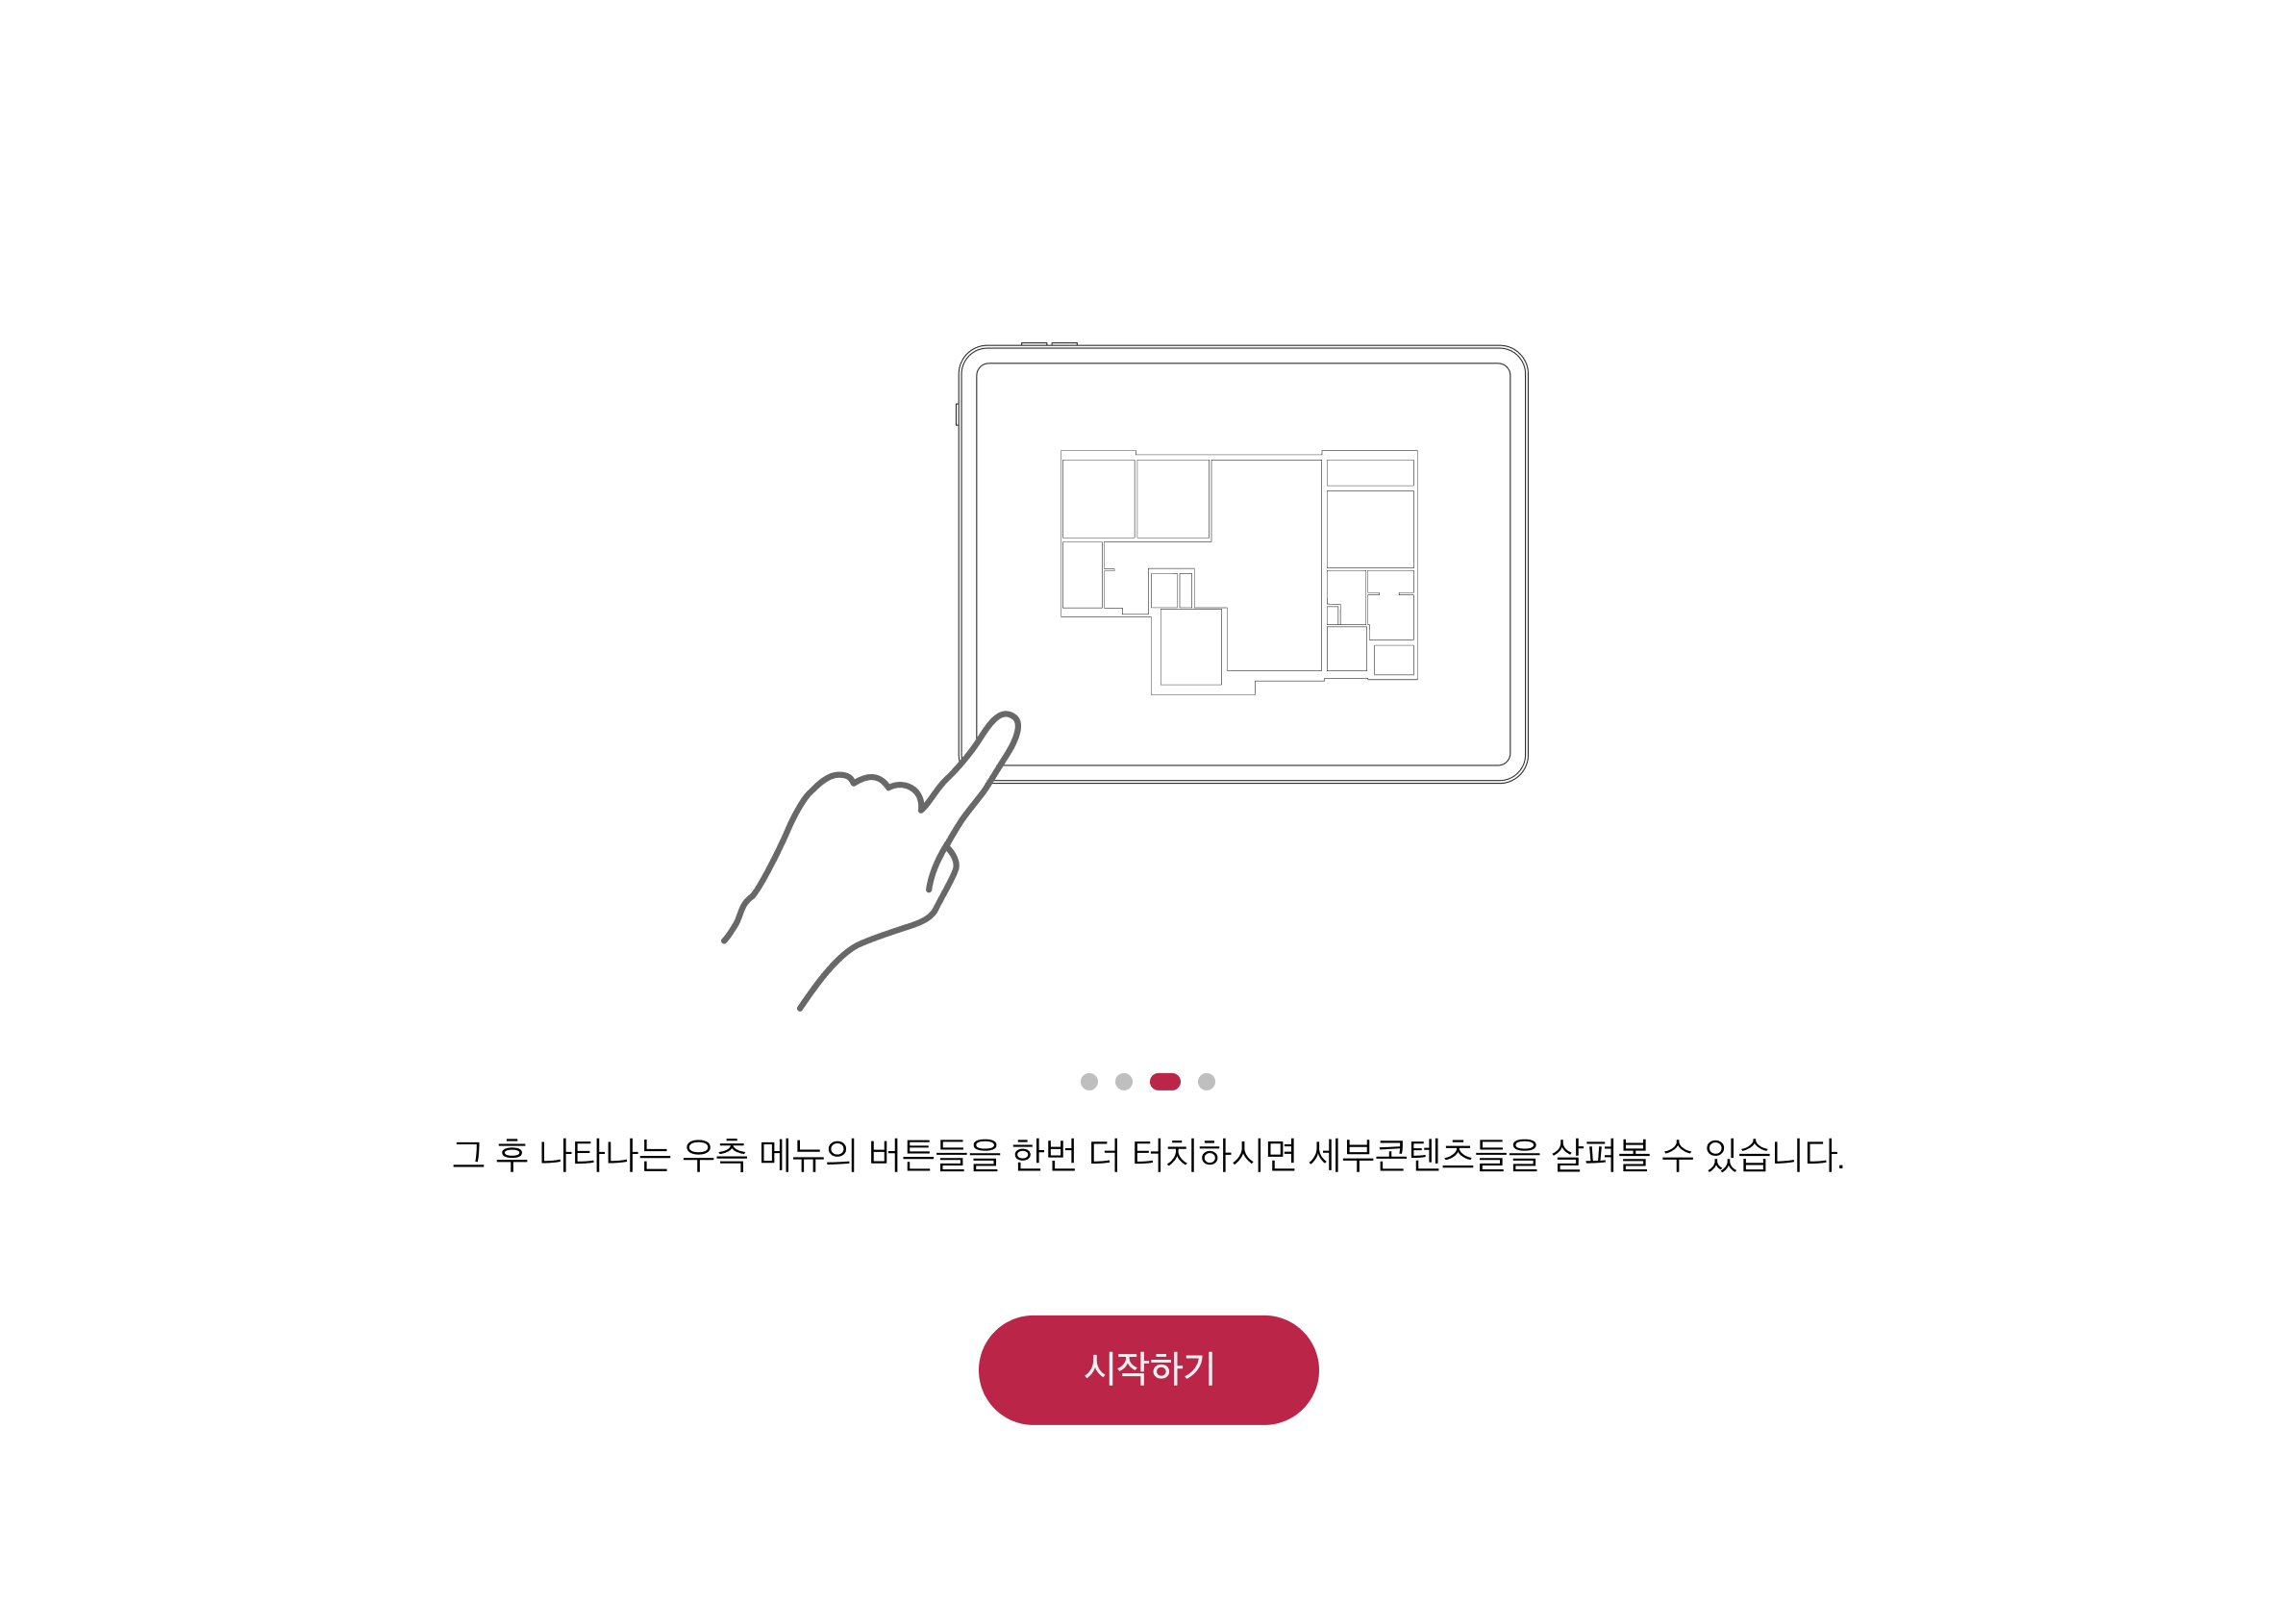 그 후 나타나는 우측 메뉴의 버튼들을 한번 더 터치하시면 세부콘텐츠들을 살펴볼 수 있습니다.
시작하기